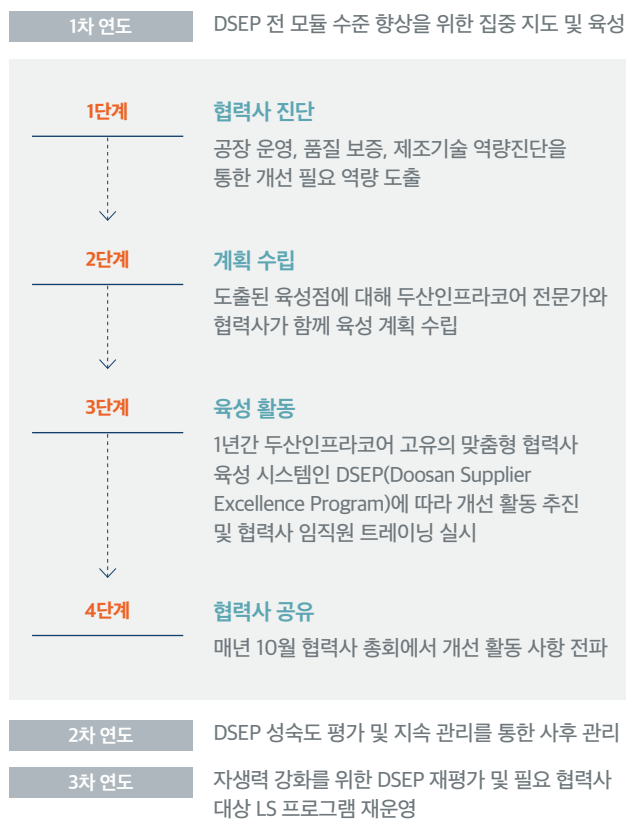 1차 연도 DSEP 전 모듈 수준 향상을 위한 집중 지도 및 육성
1단계 협력사 진단
공장 운영, 품질 보증, 제조기술 역량진단을
통한 개선 필요 역량 도출
2단계 계획 수립
도출된 육성점에 대해 두산인프라코어 전문가와
협력사가 함께 육성 계획 수립
3단계 육성 활동
1년간 두산인프라코어 고유의 맞춤형 협력사
육성 시스템인 DSEP(Doosan Supplier
Excellence Program)에 따라 개선 활동 추진
및 협력사 임직원 트레이닝 실시
4단계 협력사 공유
매년 10월 협력사 총회에서 개선 활동 사항 전파
2차 연도 DSEP 성숙도 평가 및 지속 관리를 통한 사후 관리
3차 연도 자생력 강화를 위한 DSEP 재평가 및 필요 협력사
대상 LS 프로그램 재운영